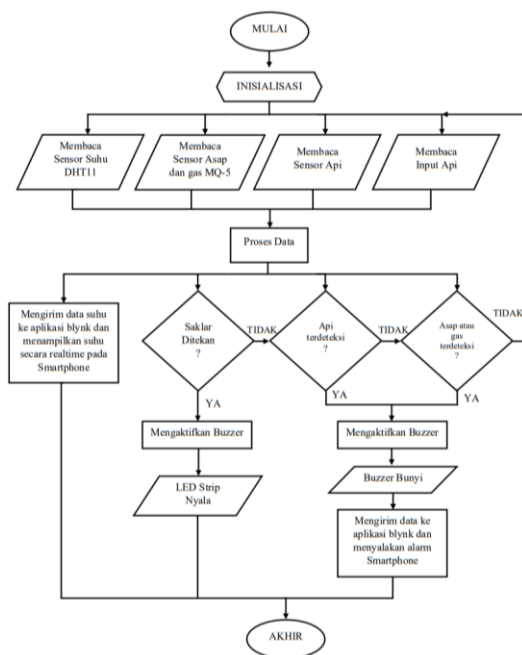 MULAI
INISIALISASI
Membaca
Sensor Suhu
DHT11
Membaca
Sensor Asap
dan gas MQ-5
Membaca
Sensor Api
Membaca
Input Api
Proses Data
Mengirim data suhu
ke aplikasi blynk dan
menampilkan suhu
secara realtime pada
Smartphone
Saklar
Ditekan
?
TIDAK
Api
terdeteksi
?
TIDAK
Asap atau
gas
terdeteksi
?
TIDAK
YA
YA
YA
Mengaktifkan Buzzer
Mengaktifkan Buzzer
LED Strip
Nyala
Buzzer Bunyi
Mengirim data ke
aplikasi blynk dan
menyalakan alarm
Smartphone
AKHIR